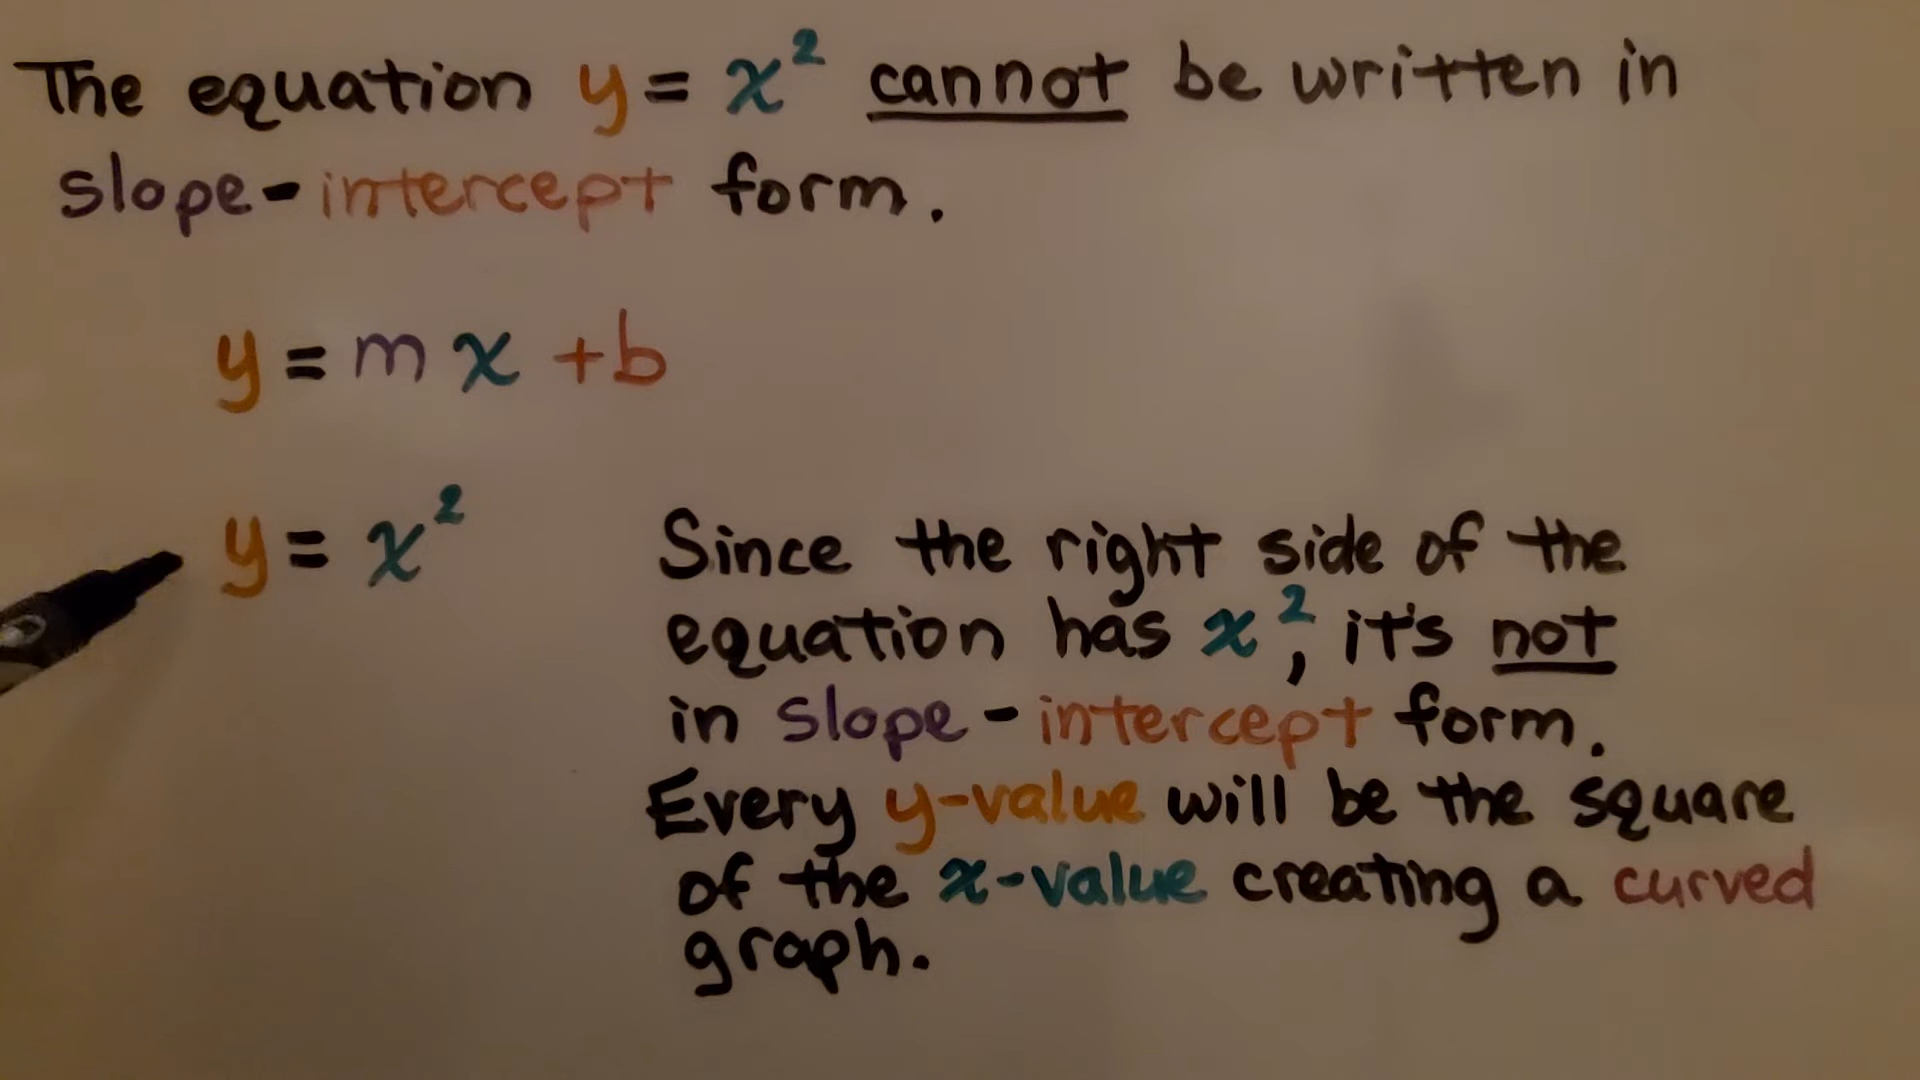 The equation y = x² cannot be written in
slope-intercept form.
y = mx + b
y = x²
Since the right side of the
equation has x², it's not
in slope-intercept form.
Every y-value will be the square
of the x-value creating a curved
graph.